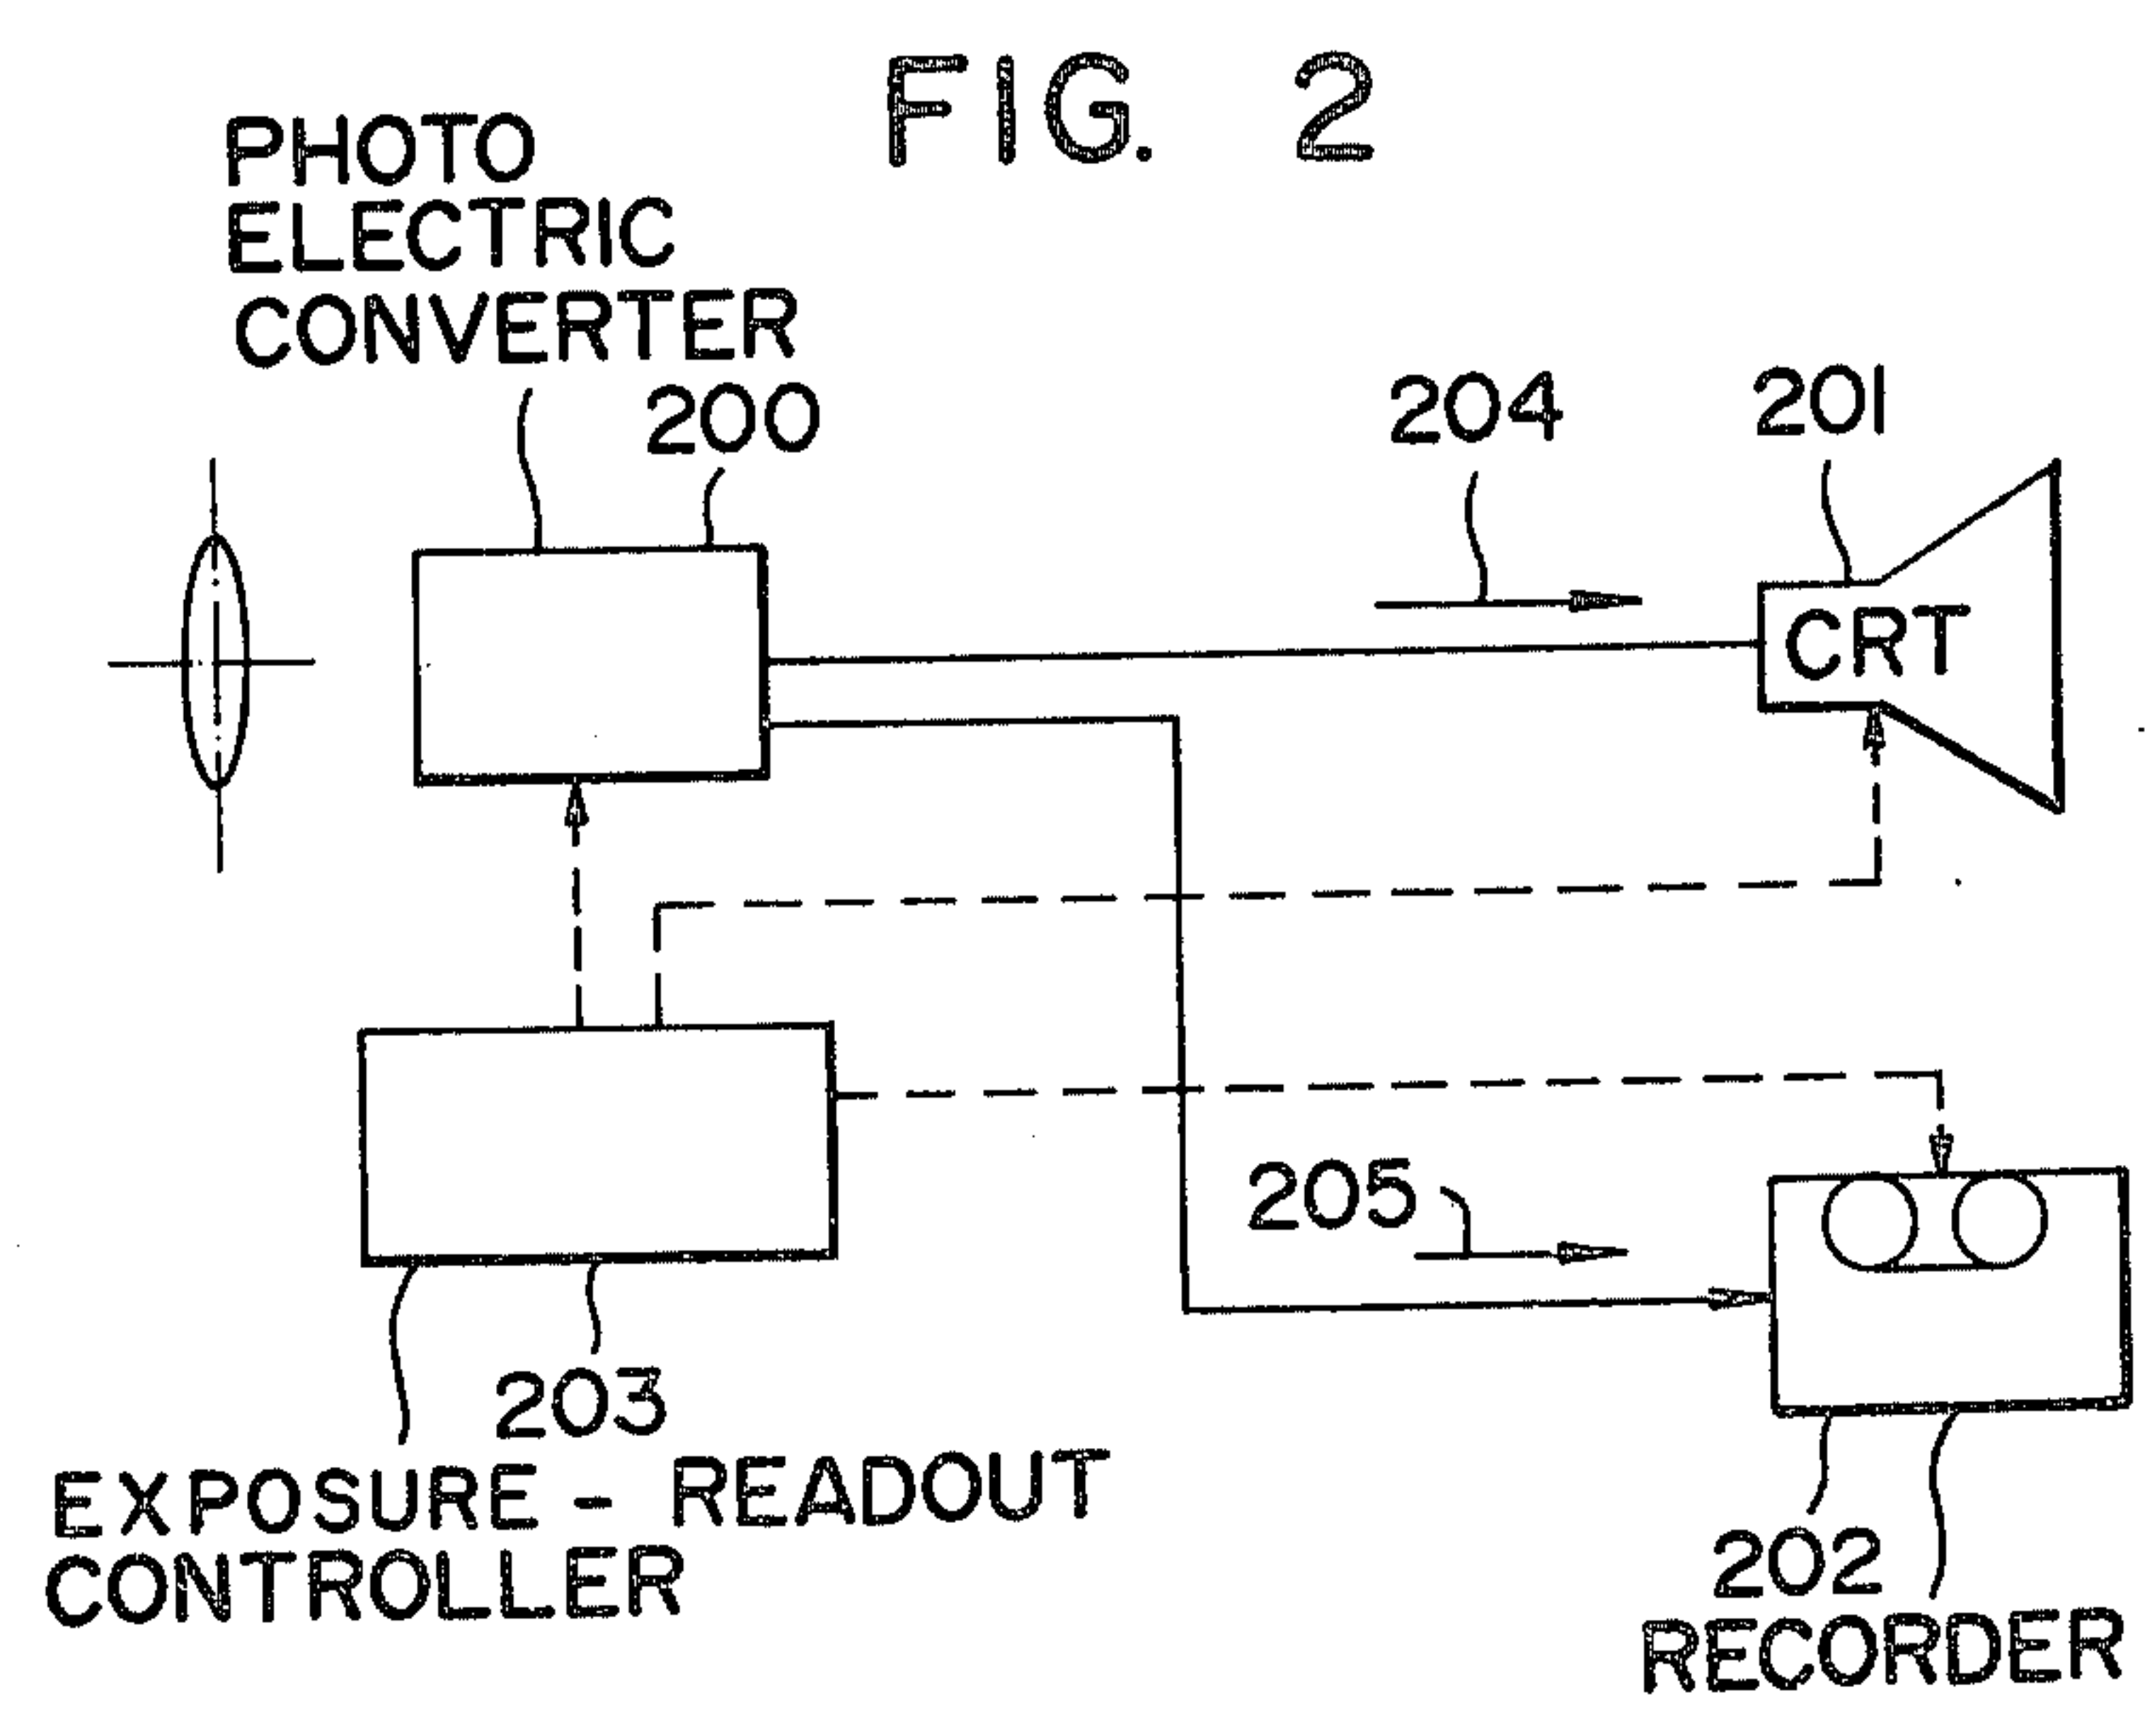 FIG. 2
PHOTO
ELECTRIC
CONVERTER
200
204
201
CRT
205
203
EXPOSURE - READOUT
CONTROLLER
202
RECORDER